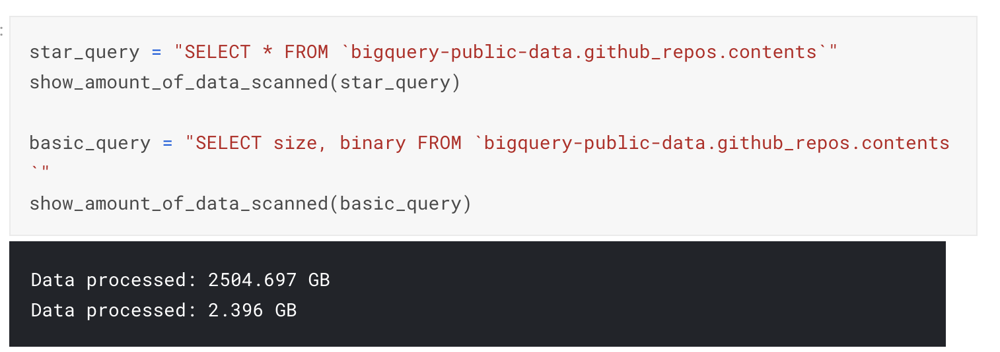 :
star_query = "SELECT * FROM `bigquery-public-data.github_repos.contents`"
show_amount_of_data_scanned(star_query)
basic_query = "SELECT size, binary FROM `bigquery-public-data.github_repos.contents
`"
show_amount_of_data_scanned(basic_query)
Data processed: 2504.697 GB
Data processed: 2.396 GB